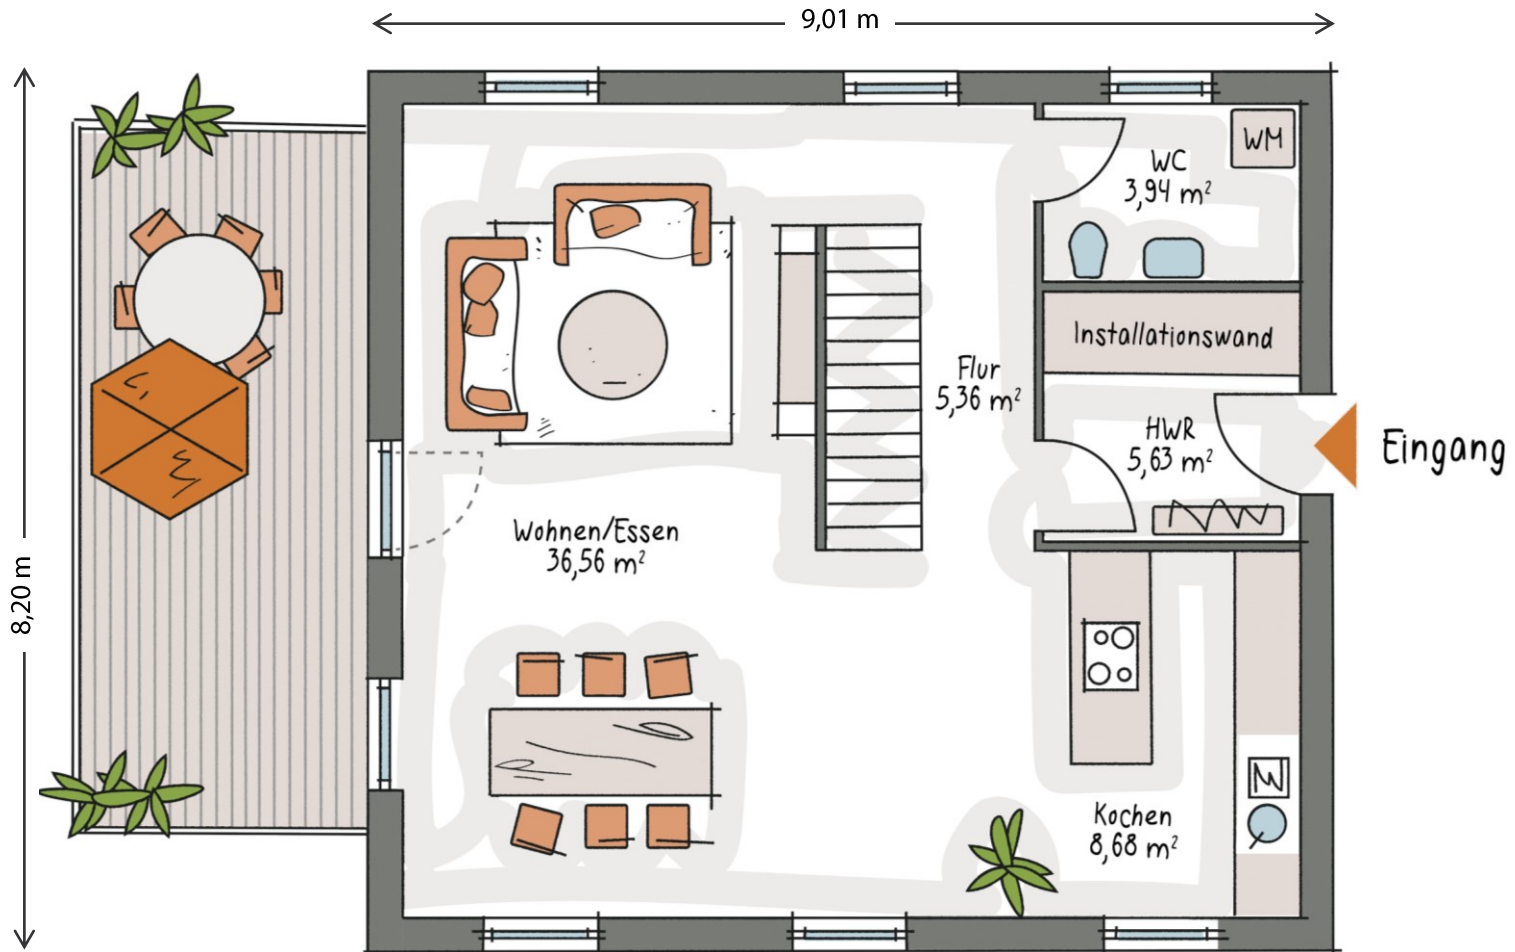 9,01 m
8,20 m
WM
WC
3,94 m²
Installationswand
Flur
5,36 m²
HWR
5,63 m²
Eingang
Wohnen/Essen
36,56 m²
Kochen
8,68 m²